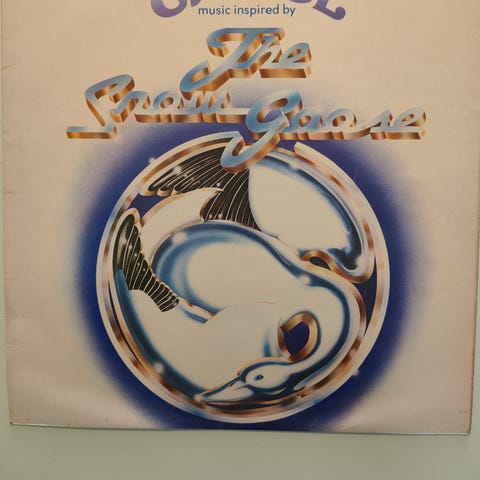 music inspired by
The
Snow Goose